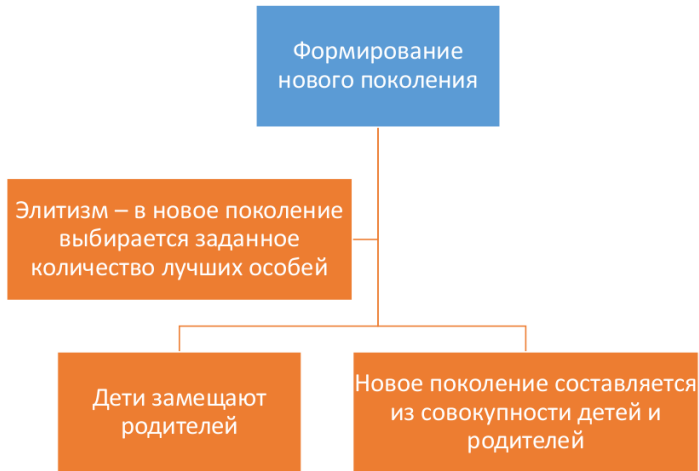 Формирование
нового поколения
Элитизм – в новое поколение
выбирается заданное
количество лучших особей
Дети замещают
родителей
Новое поколение составляется
из совокупности детей и
родителей